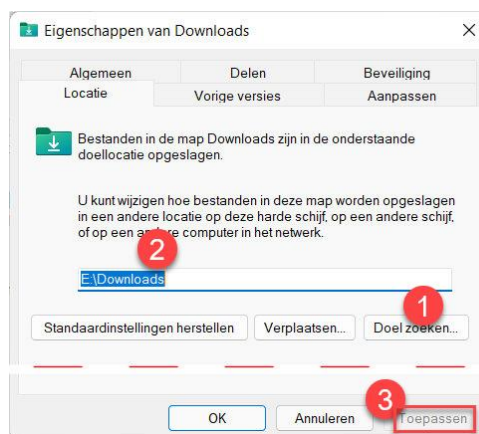 Eigenschappen van Downloads
Algemeen Delen Beveiliging
Locatie Vorige versies Aanpassen
Bestanden in de map Downloads zijn in de onderstaande
doellocatie opgeslagen.
U kunt wijzigen hoe bestanden in deze map worden opgeslagen
in een andere locatie op deze harde schijf, op een andere schijf,
of op een andere computer in het netwerk.
2
E:\Downloads
1
Standaardinstellingen herstellen Verplaatsen... Doel zoeken...
3
OK Annuleren Toepassen